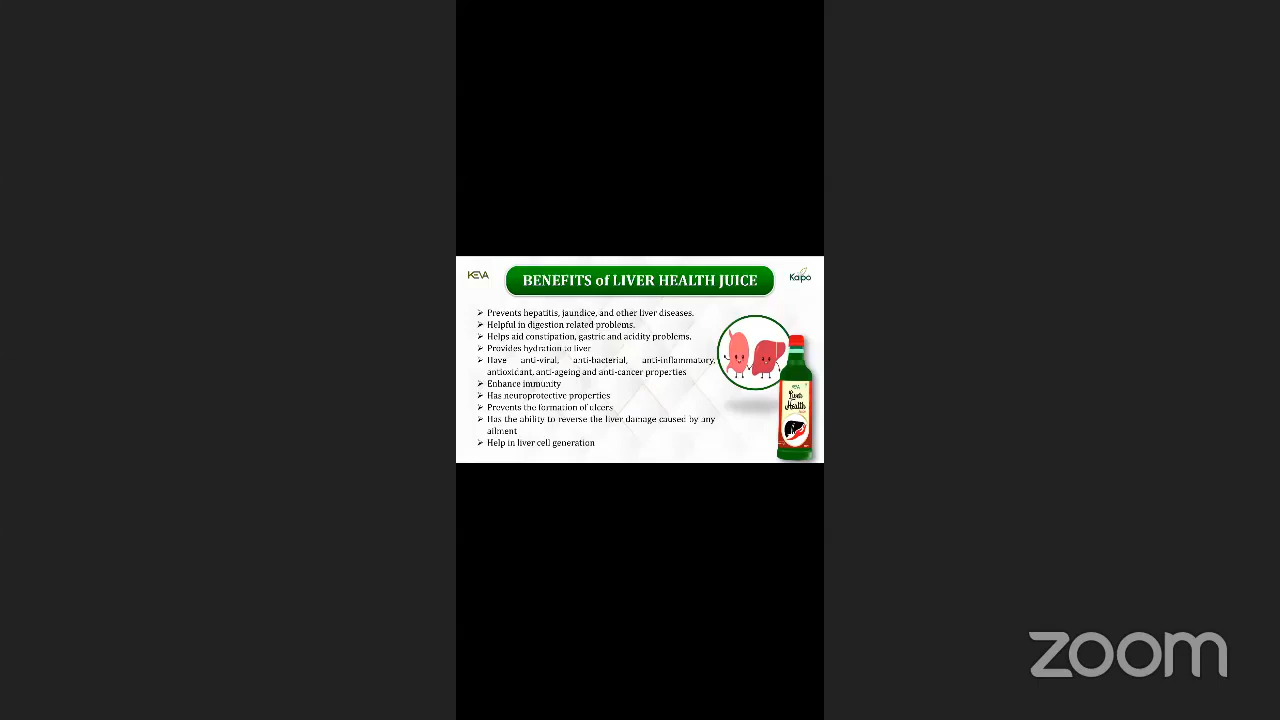 KEVA
BENEFITS of LIVER HEALTH JUICE
Kaipo
➢ Prevents hepatitis, jaundice, and other liver diseases.
➢ Helpful in digestion related problems.
➢ Helps aid constipation, gastric and acidity problems.
➢ Provides hydration to liver
➢ Have anti-viral, anti-bacterial, anti-inflammatory,
antioxidant, anti-ageing and anti-cancer properties
➢ Enhance immunity
➢ Has neuroprotective properties
➢ Prevents the formation of ulcers
➢ Has the ability to reverse the liver damage caused by any
ailment
➢ Help in liver cell generation
KEVA
Liver
Health
zoom